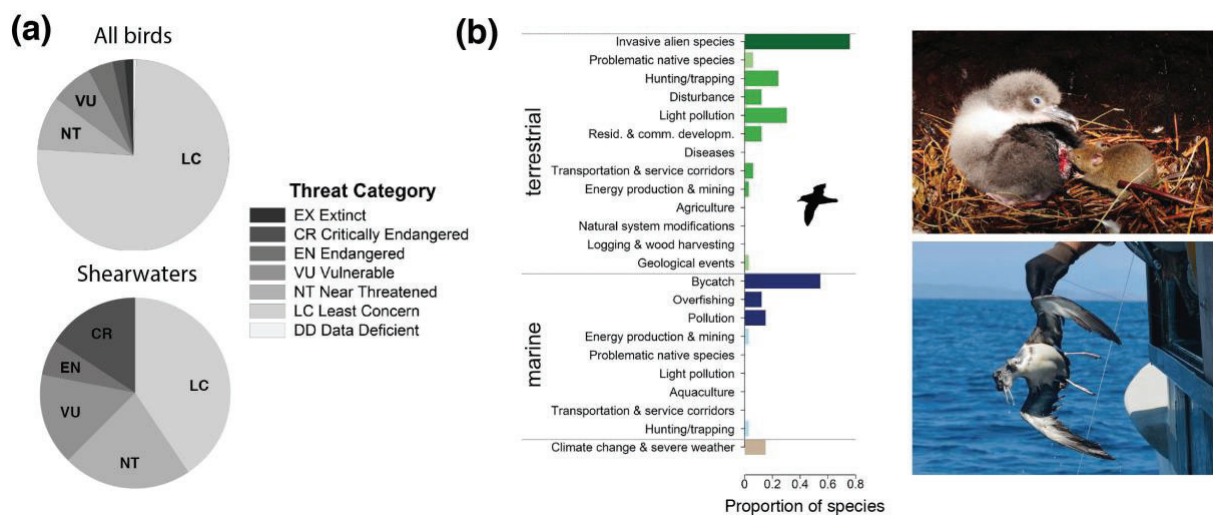 (a)
All birds
VU
NT
LC
Shearwaters
CR
EN
VU
NT
LC
Threat Category
EX Extinct
CR Critically Endangered
EN Endangered
VU Vulnerable
NT Near Threatened
LC Least Concern
DD Data Deficient
(b)
terrestrial
Invasive alien species
Problematic native species
Hunting/trapping
Disturbance
Light pollution
Resid. & comm. developm.
Diseases
Transportation & service corridors
Energy production & mining
Agriculture
Natural system modifications
Logging & wood harvesting
Geological events
marine
Bycatch
Overfishing
Pollution
Energy production & mining
Problematic native species
Light pollution
Aquaculture
Transportation & service corridors
Hunting/trapping
Climate change & severe weather
0 0.2 0.4 0.6 0.8
Proportion of species